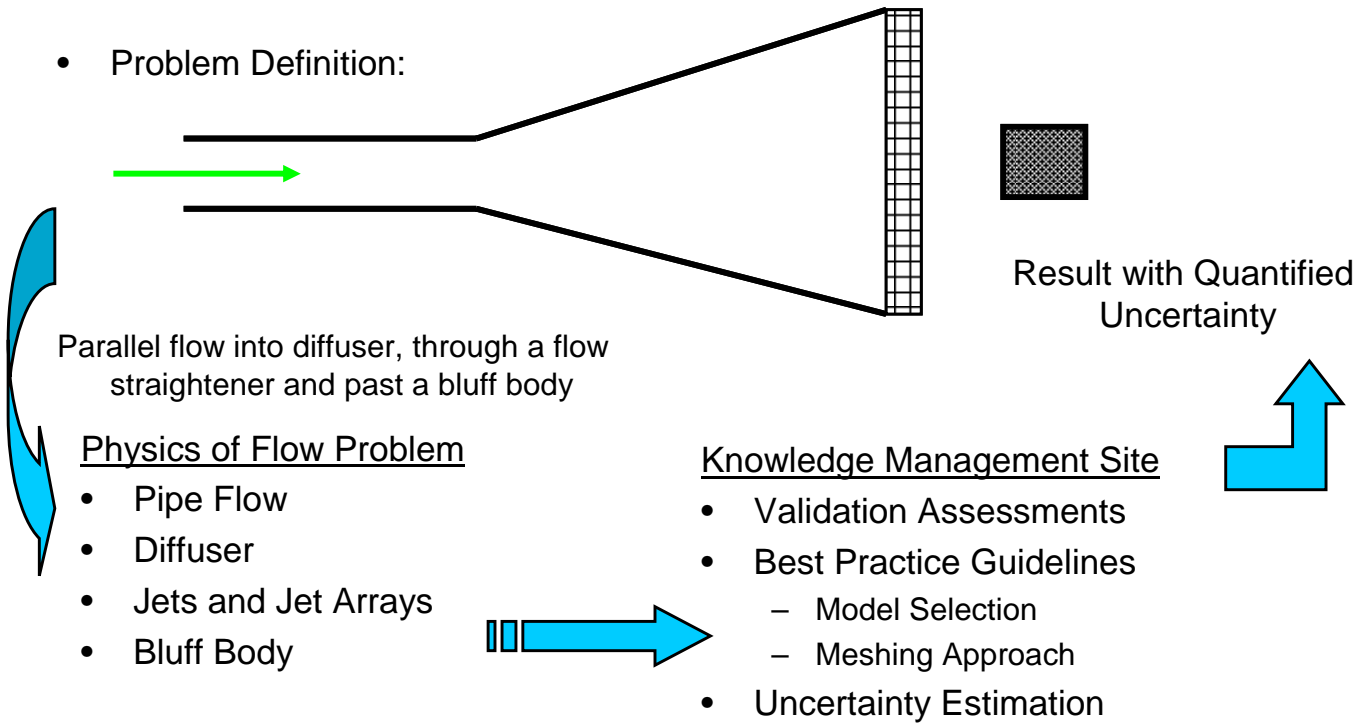 • Problem Definition:
Result with Quantified
Uncertainty
Parallel flow into diffuser, through a flow
straightener and past a bluff body
Physics of Flow Problem
• Pipe Flow
• Diffuser
• Jets and Jet Arrays
• Bluff Body
Knowledge Management Site
• Validation Assessments
• Best Practice Guidelines
– Model Selection
– Meshing Approach
• Uncertainty Estimation